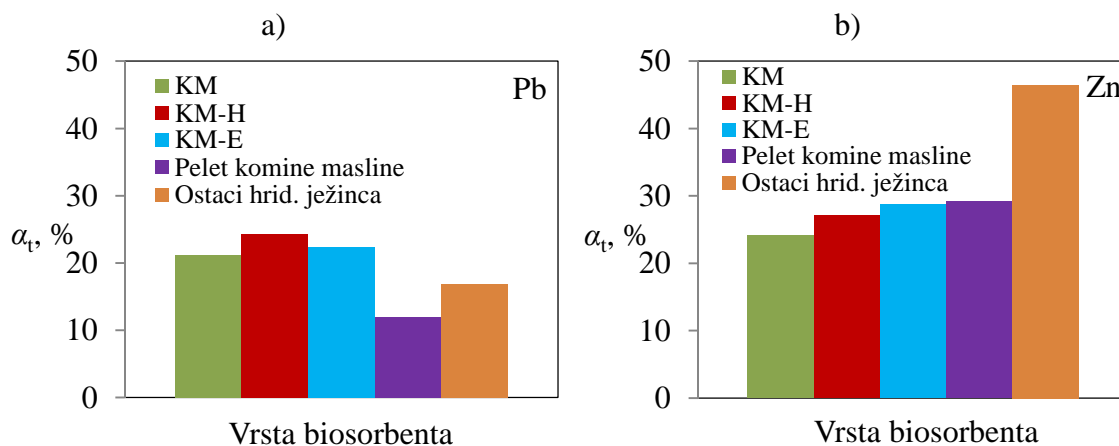 a)
50
40
30
20
10
0
αt, %
KM
KM-H
KM-E
Pelet komine masline
Ostaci hrid. ježinca
Pb
Vrsta biosorbenta
b)
50
40
30
20
10
0
αt, %
KM
KM-H
KM-E
Pelet komine masline
Ostaci hrid. ježinca
Zn
Vrsta biosorbenta